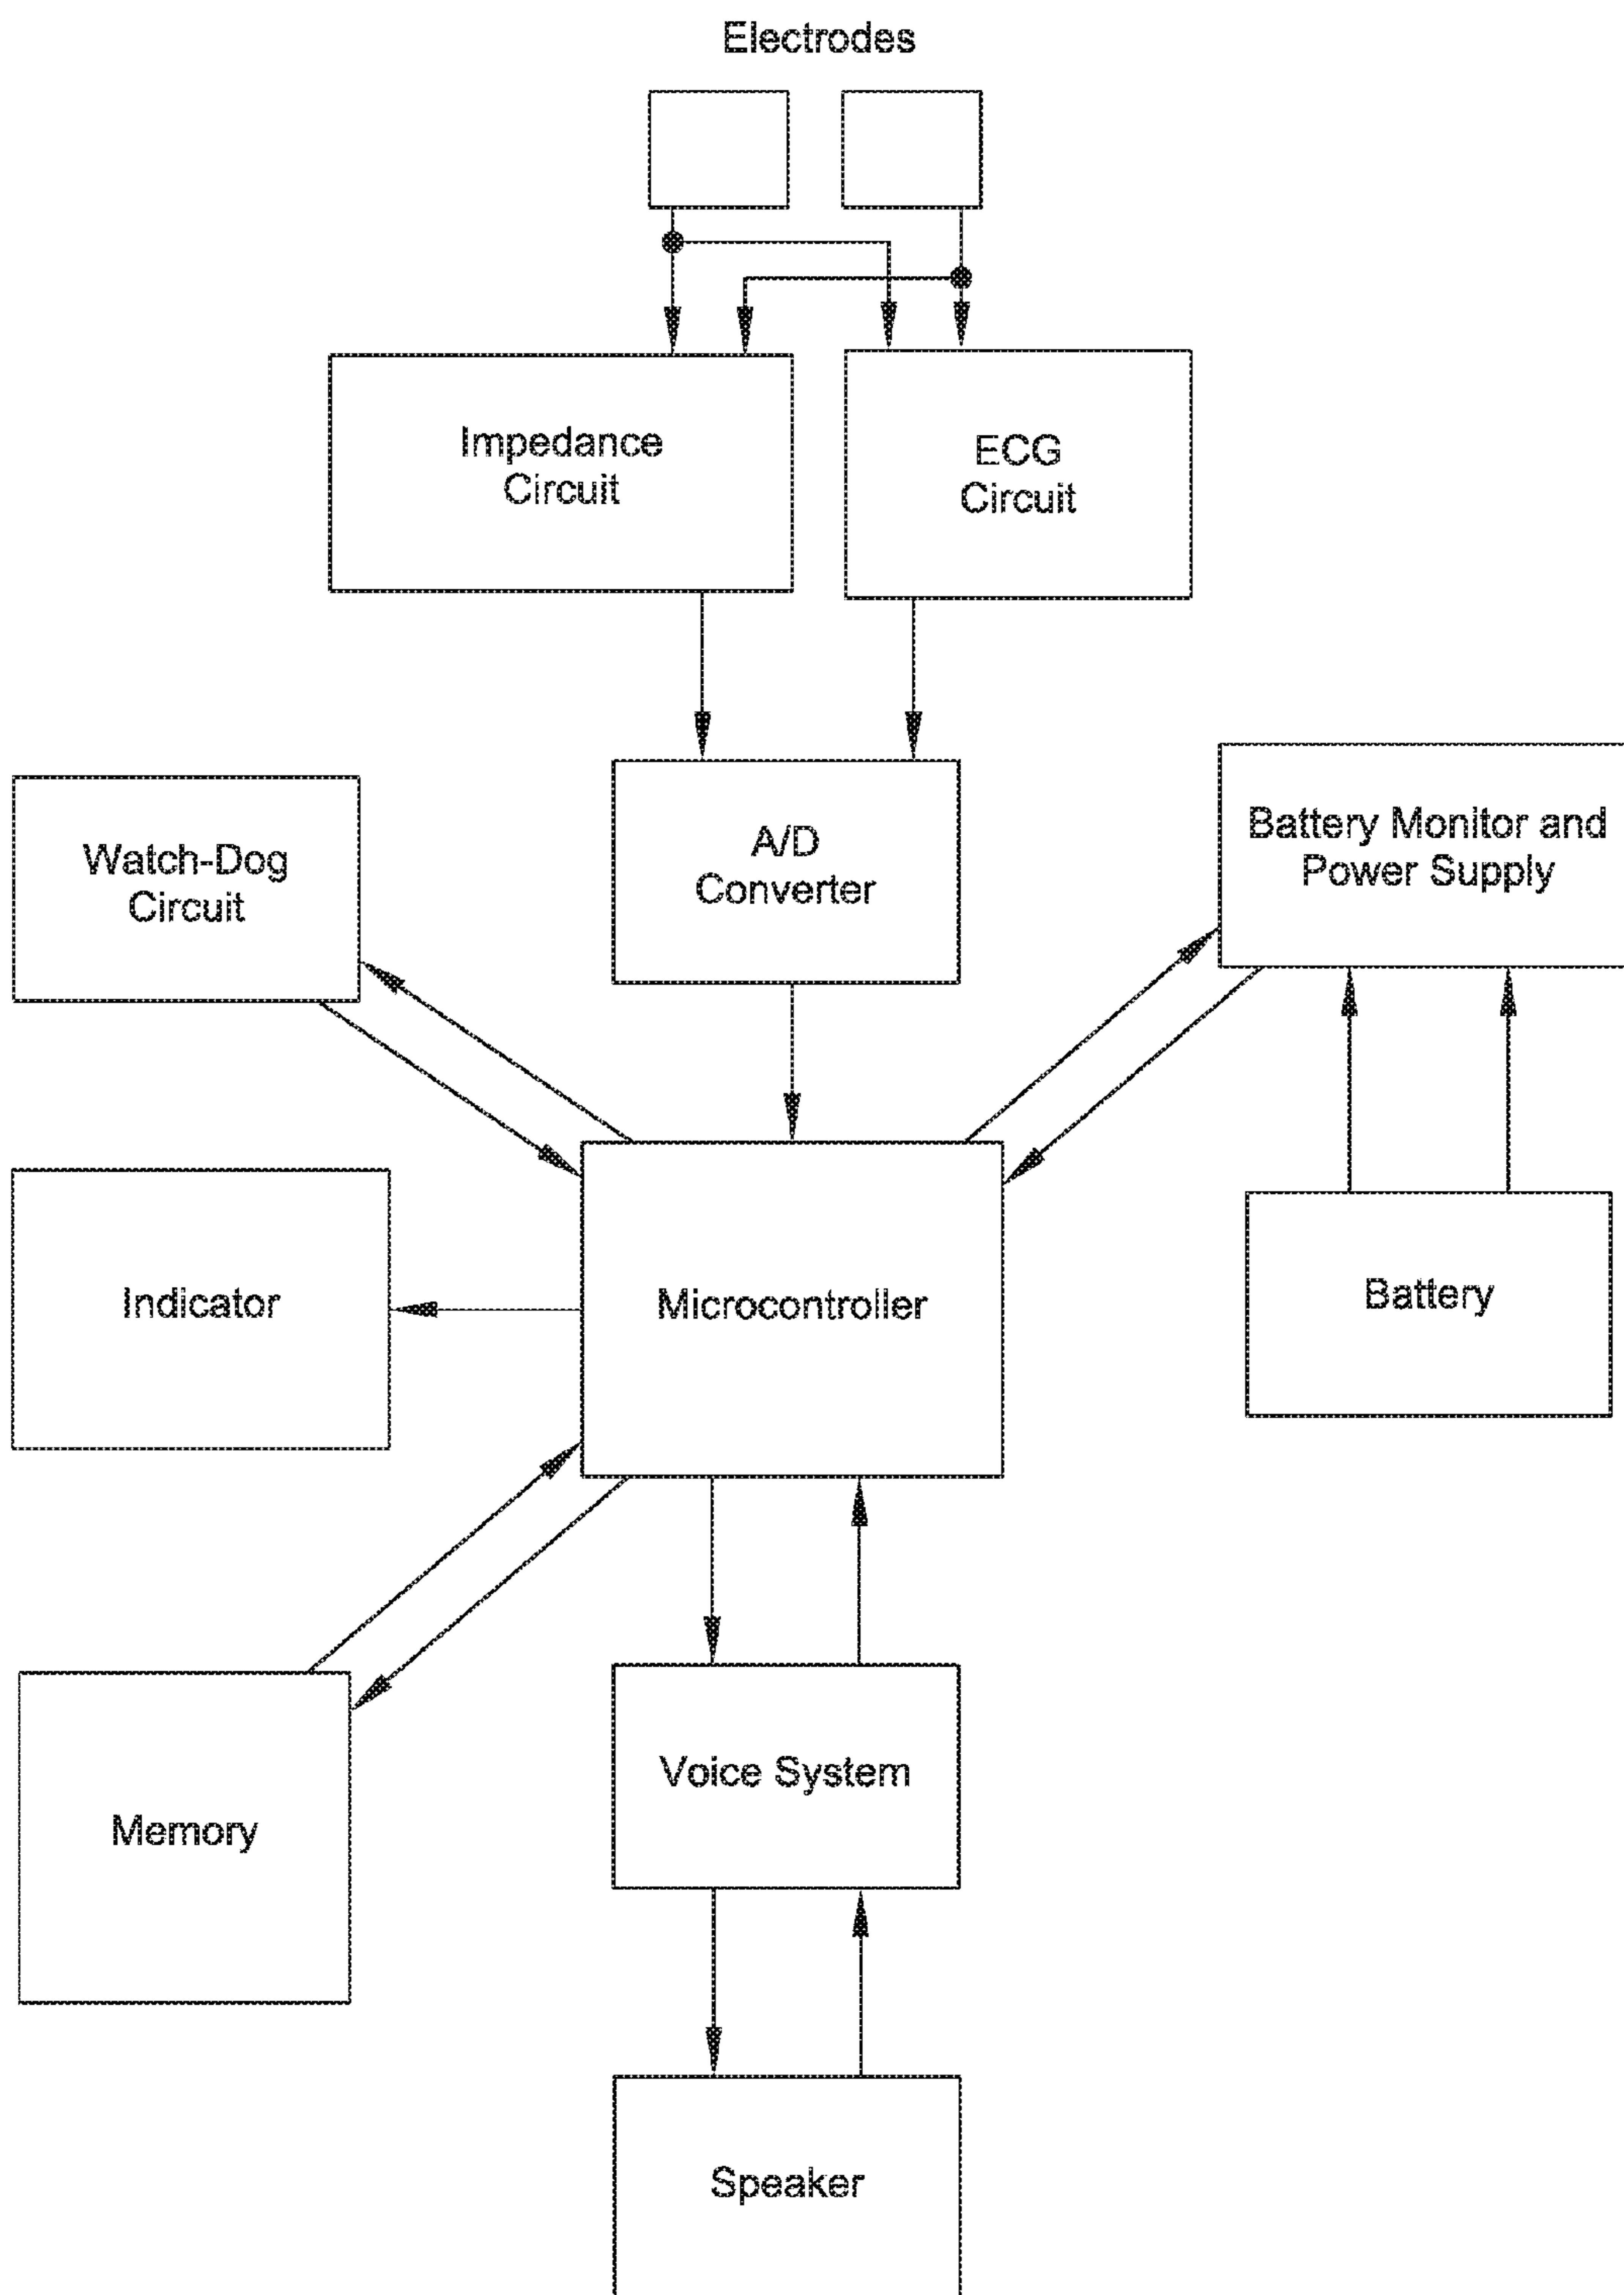 Electrodes
Impedance
Circuit
ECG
Circuit
Watch-Dog
Circuit
A/D
Converter
Battery Monitor and
Power Supply
Indicator
Microcontroller
Battery
Memory
Voice System
Speaker